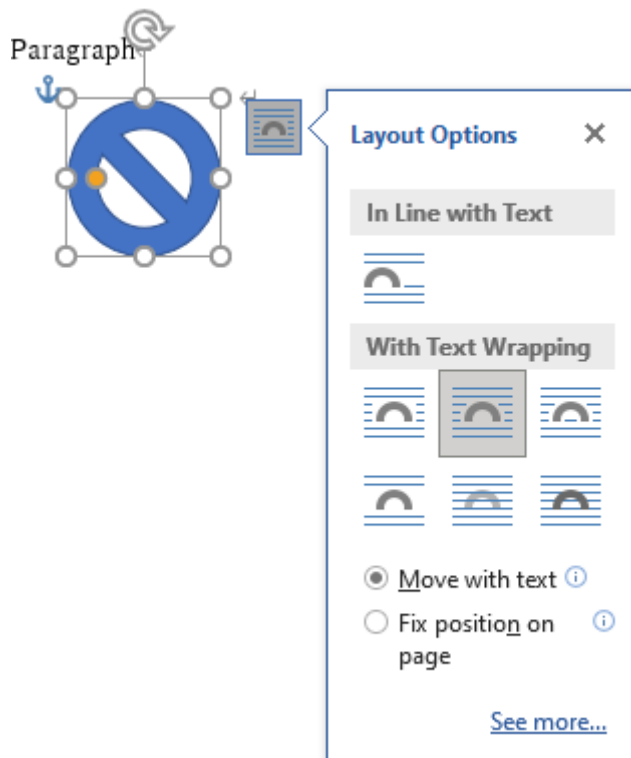 Paragraph
Layout Options
In Line with Text
With Text Wrapping
Move with text
Fix position on
page
See more...